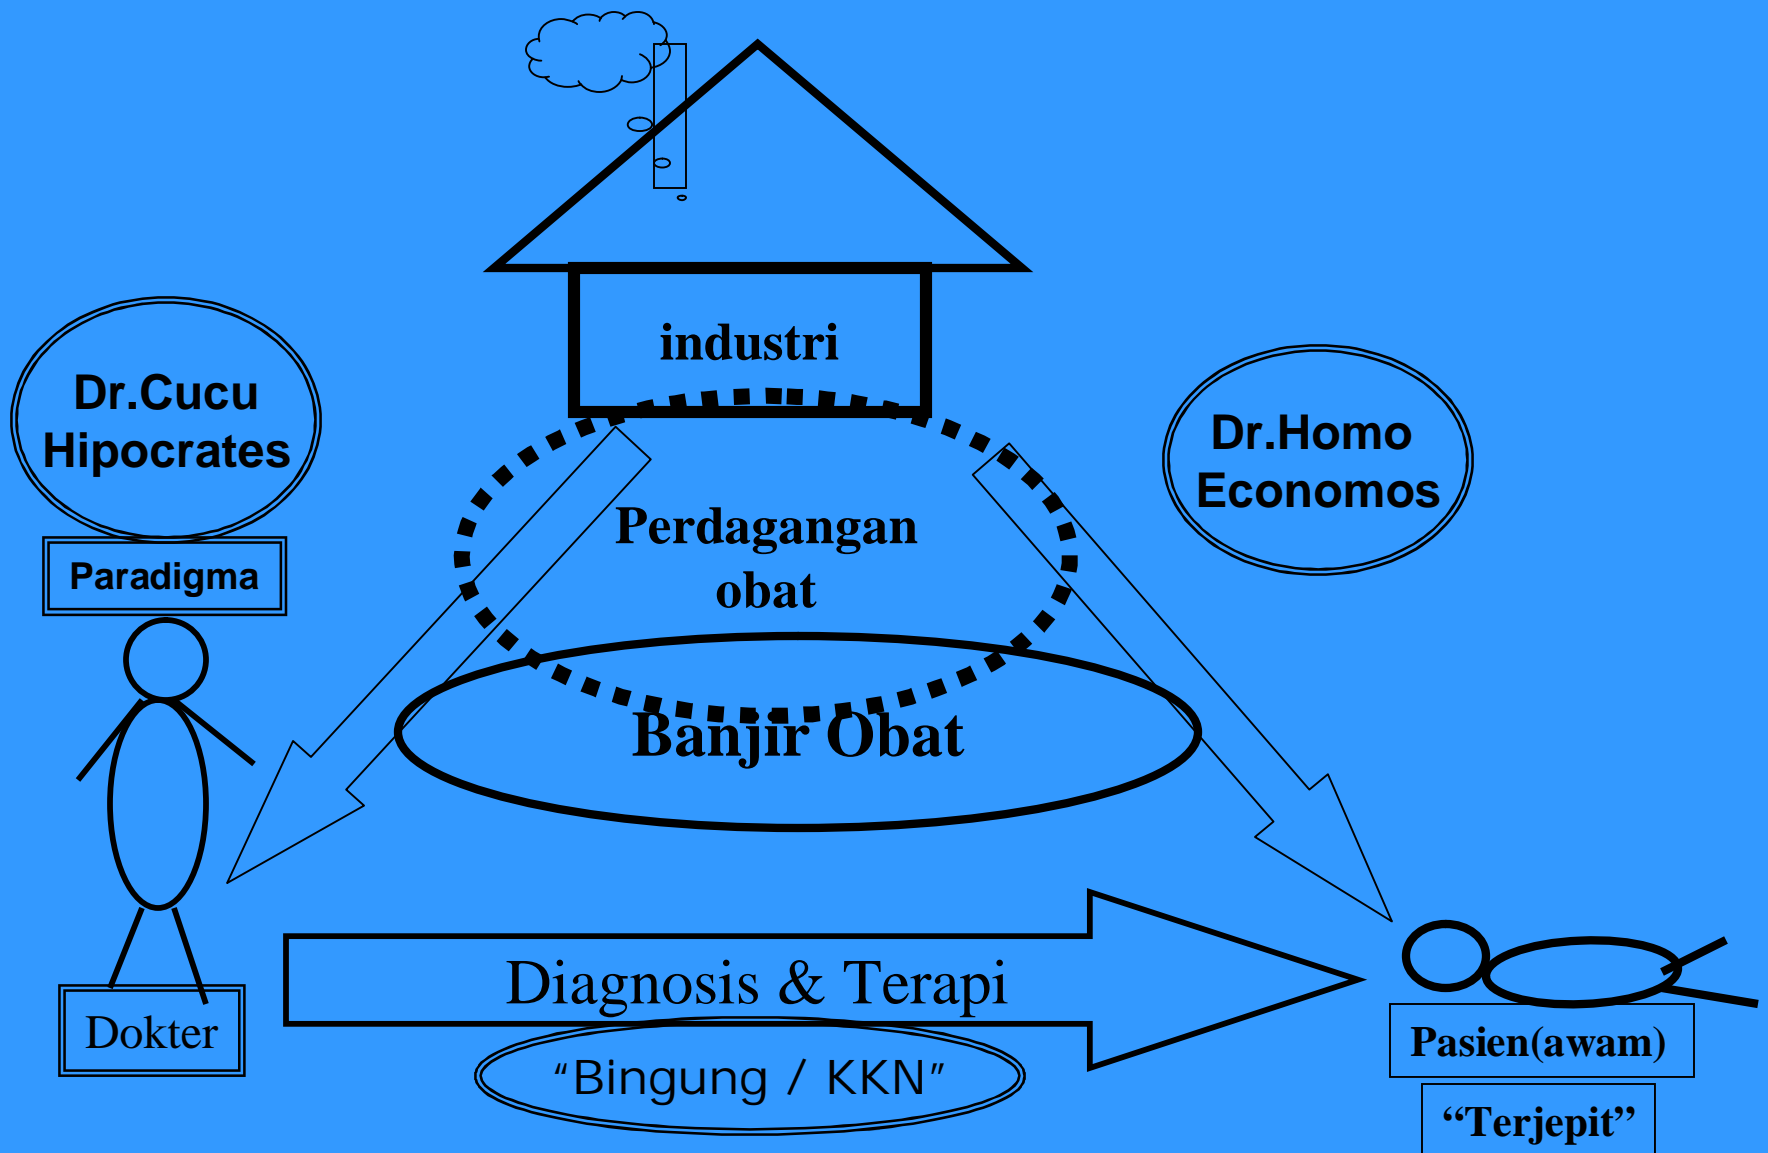 industri
Dr.Cucu
Hipocrates
Dr.Homo
Economos
Perdagangan
obat
Paradigma
Banjir Obat
Diagnosis & Terapi
Dokter
Pasien(awam)
“Bingung / KKN”
“Terjepit”